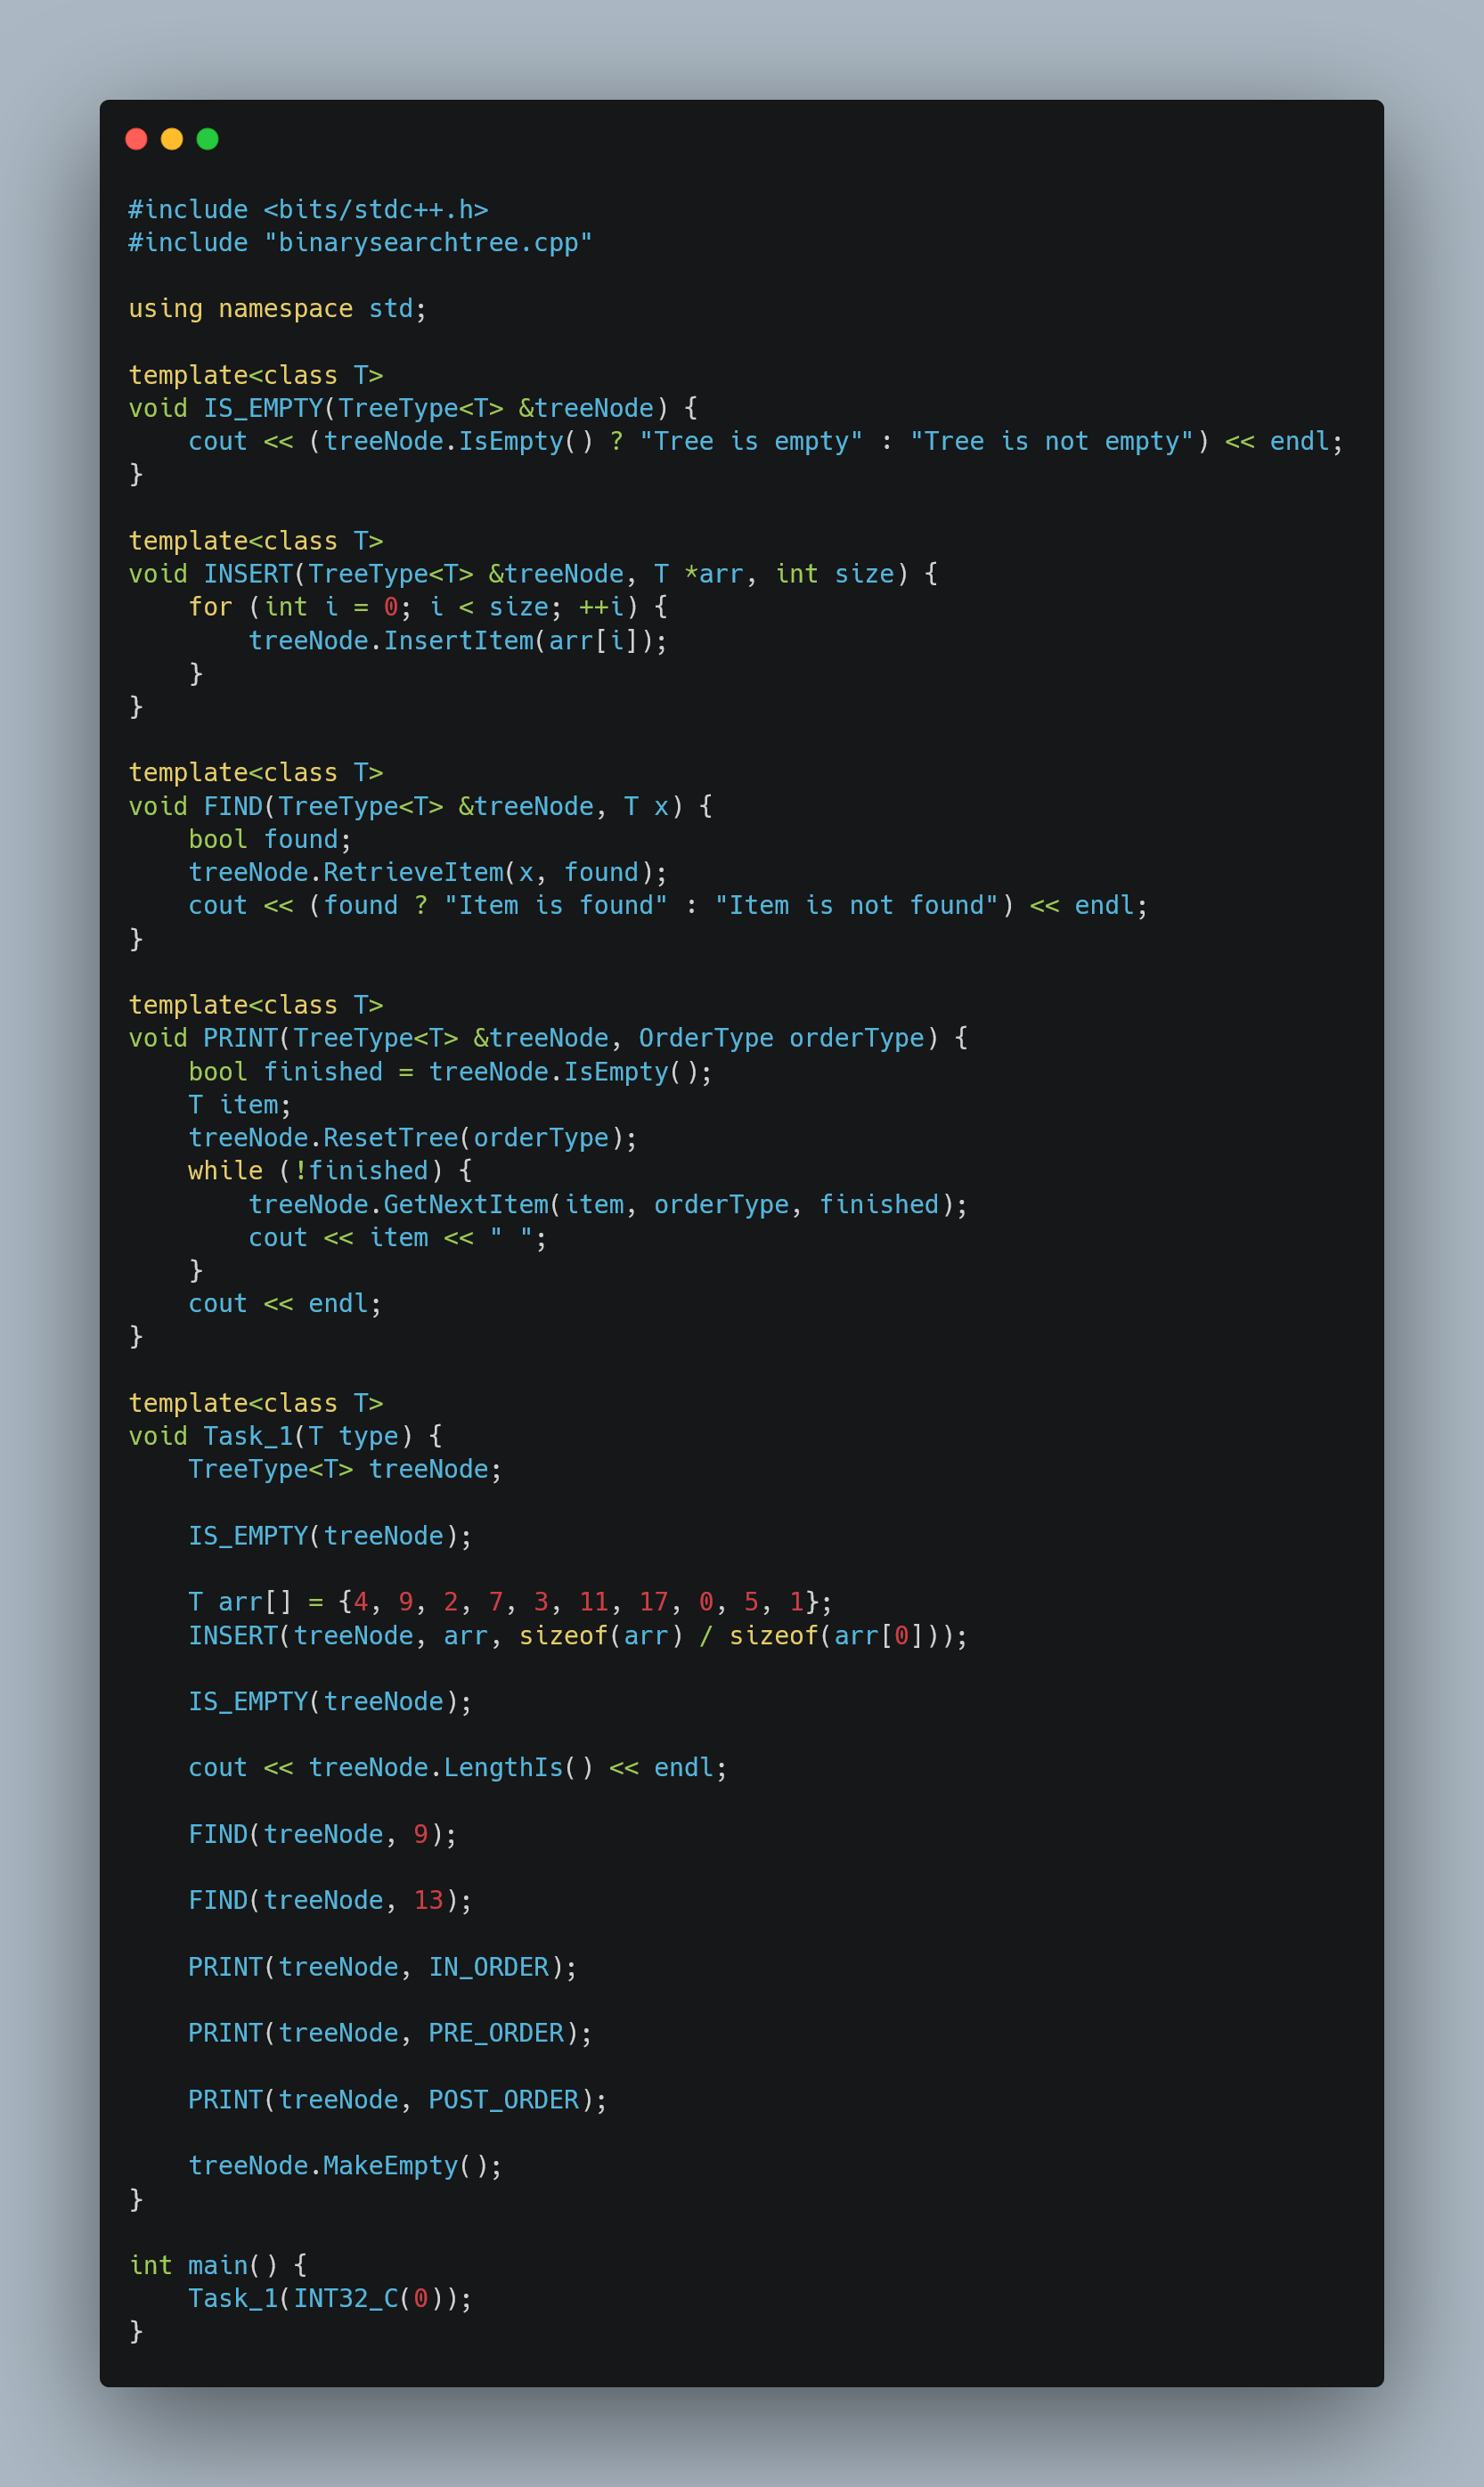 #include <bits/stdc++.h>
#include "binarysearchtree.cpp"

using namespace std;

template<class T>
void IS_EMPTY(TreeType<T> &treeNode) {
    cout << (treeNode.IsEmpty() ? "Tree is empty" : "Tree is not empty") << endl;
}

template<class T>
void INSERT(TreeType<T> &treeNode, T *arr, int size) {
    for (int i = 0; i < size; ++i) {
        treeNode.InsertItem(arr[i]);
    }
}

template<class T>
void FIND(TreeType<T> &treeNode, T x) {
    bool found;
    treeNode.RetrieveItem(x, found);
    cout << (found ? "Item is found" : "Item is not found") << endl;
}

template<class T>
void PRINT(TreeType<T> &treeNode, OrderType orderType) {
    bool finished = treeNode.IsEmpty();
    T item;
    treeNode.ResetTree(orderType);
    while (!finished) {
        treeNode.GetNextItem(item, orderType, finished);
        cout << item << " ";
    }
    cout << endl;
}

template<class T>
void Task_1(T type) {
    TreeType<T> treeNode;

    IS_EMPTY(treeNode);

    T arr[] = {4, 9, 2, 7, 3, 11, 17, 0, 5, 1};
    INSERT(treeNode, arr, sizeof(arr) / sizeof(arr[0]));

    IS_EMPTY(treeNode);

    cout << treeNode.LengthIs() << endl;

    FIND(treeNode, 9);

    FIND(treeNode, 13);

    PRINT(treeNode, IN_ORDER);

    PRINT(treeNode, PRE_ORDER);

    PRINT(treeNode, POST_ORDER);

    treeNode.MakeEmpty();
}

int main() {
    Task_1(INT32_C(0));
}